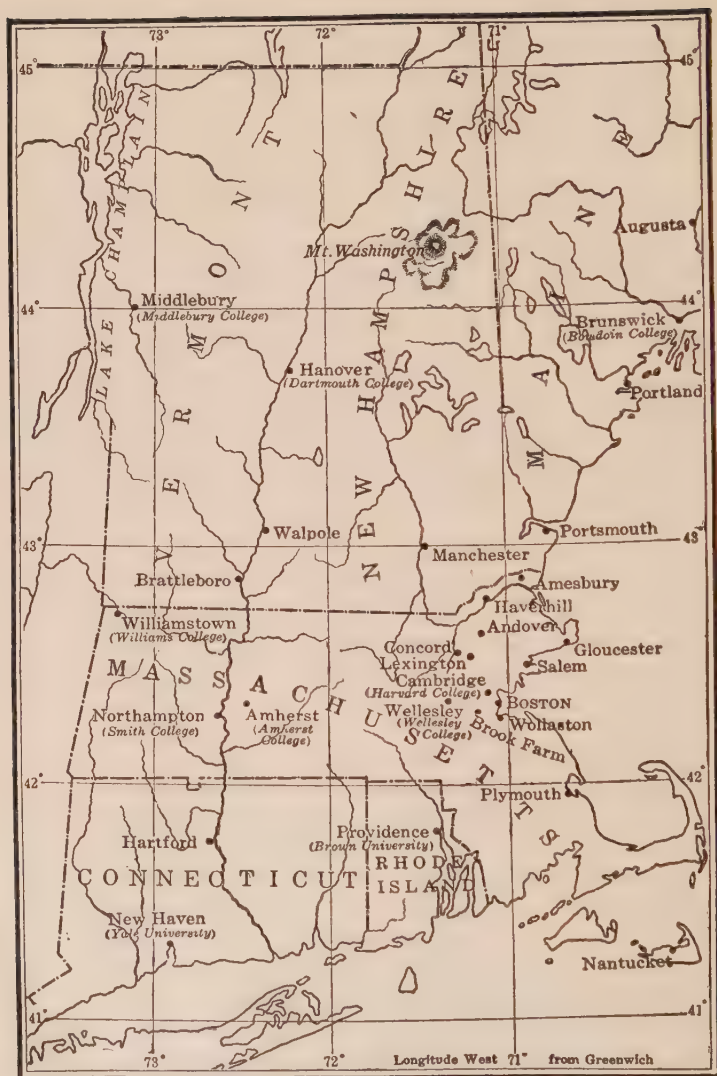 73° 72° 71°
45° 45°
LAKE CHAMPLAIN
VERMONT
NEW HAMPSHIRE
MAINE
Mt. Washington
Augusta
44° 44°
Middlebury
(Middlebury College)
Brunswick
(Bowdoin College)
Hanover
(Dartmouth College)
Portland
Walpole
Portsmouth
43° 43°
Manchester
Brattleboro
Amesbury
Haverhill
Williamstown
(Williams College)
Andover
Gloucester
Concord
Lexington
Salem
MASSACHUSETTS
Cambridge
(Harvard College)
BOSTON
Northampton
(Smith College)
Amherst
(Amherst
College)
Wellesley
(Wellesley
College)
Wollaston
Brook Farm
42° 42°
Plymouth
Hartford
Providence
(Brown University)
CONNECTICUT
RHODE
ISLAND
New Haven
(Yale University)
Nantucket
41° 41°
73° 72° Longitude West 71° from Greenwich